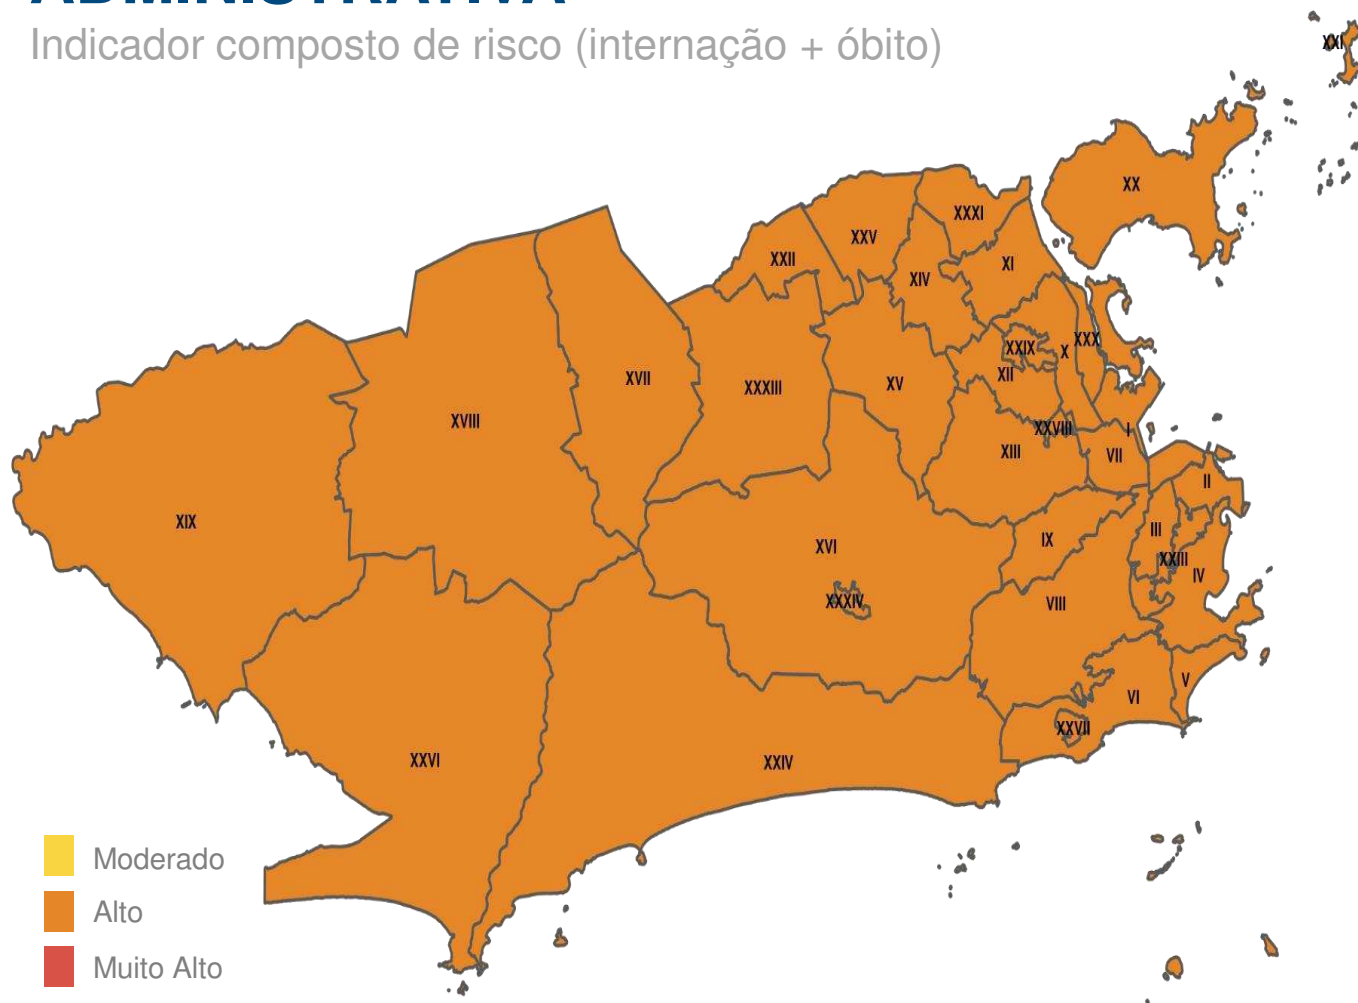 ADMINISTRATIVA
Indicador composto de risco (internação + óbito)
XXI
XX
XXXI
XXV
XXII
XI
XIV
XXX
XXIX
X
XII
XVII
XXXIII
XV
XVIII
XXVIII
I
XIII
VII
II
XIX
III
IX
XVI
XXIII
IV
XXXIV
VIII
V
VI
XXVII
XXVI
XXIV
Moderado
Alto
Muito Alto